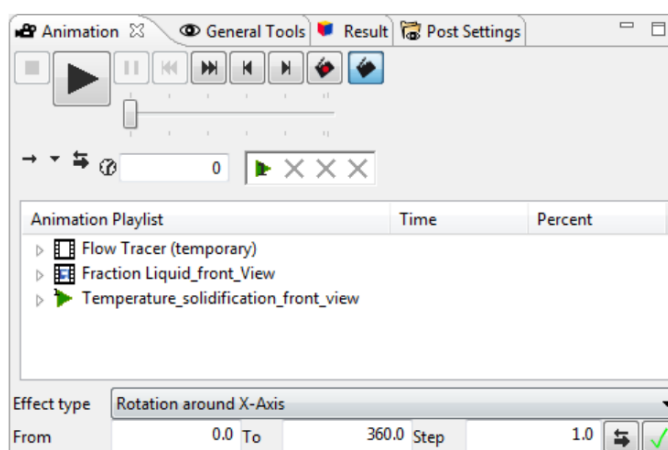 Animation General Tools Result Post Settings
0
Animation Playlist Time Percent
Flow Tracer (temporary)
Fraction Liquid_front_View
Temperature_solidification_front_view
Effect type Rotation around X-Axis
From 0.0 To 360.0 Step 1.0